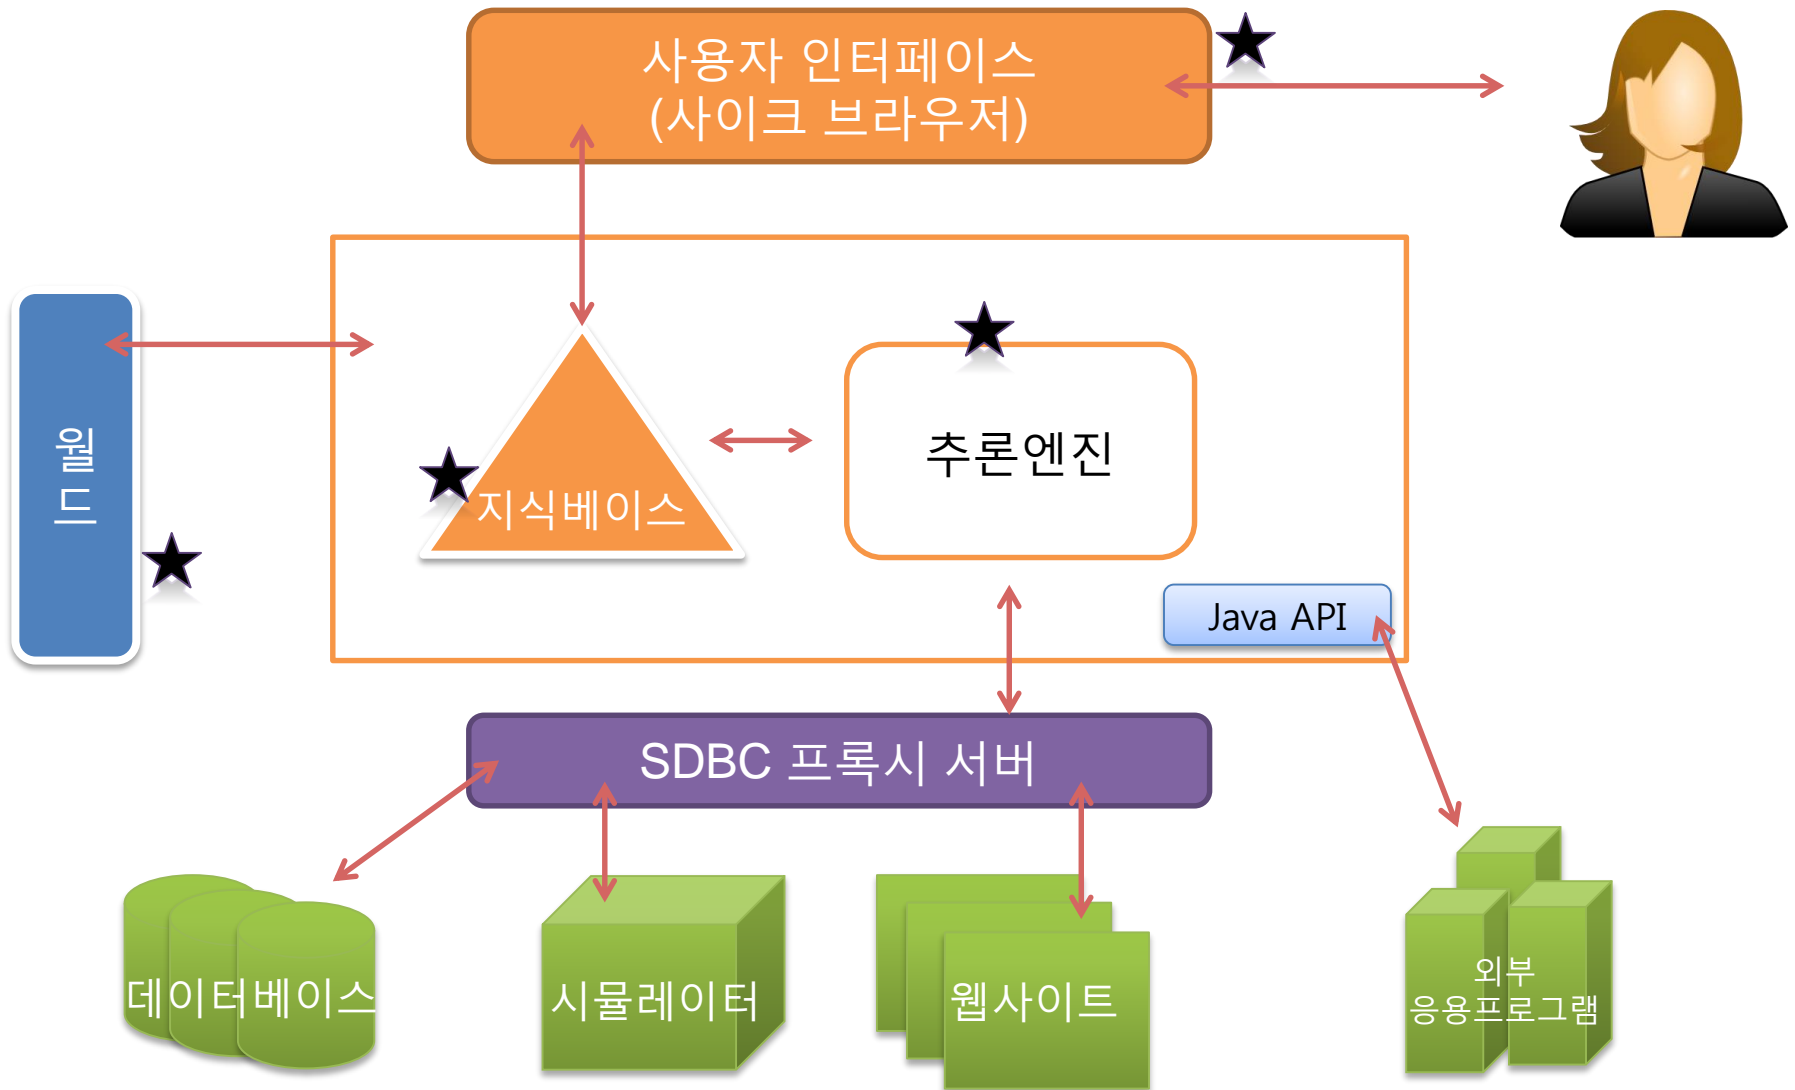 사용자 인터페이스
(사이크 브라우저)
월
드
지식베이스
추론엔진
Java API
SDBC 프록시 서버
데이터베이스
시뮬레이터
웹사이트
외부
응용프로그램